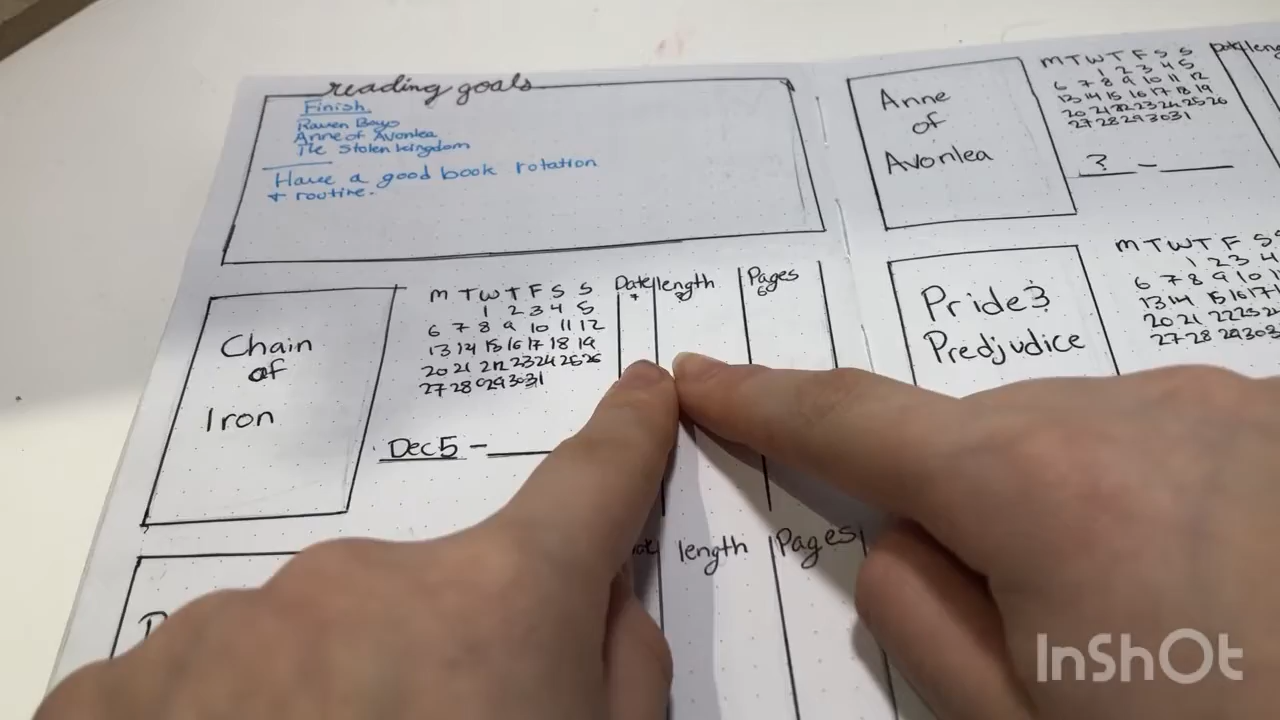 reading goals
Finish
Raven Boys
Anne of Avonlea
The Stolen kingdom
Have a good book rotation
+ routine.
Chain
of
Iron
M T W T F S S
1 2 3 4 5
6 7 8 9 10 11 12
13 14 15 16 17 18 19
20 21 22 23 24 25 26
27 28 29 30 31
Dec 5 -
Date length Pages
length Pages
Anne
of
Avonlea
M T W T F S S
1 2 3 4 5
6 7 8 9 10 11 12
13 14 15 16 17 18 19
20 21 22 23 24 25 26
27 28 29 30 31
? -
Pride &
Predjudice
M T W T F S
1 2 3 4
6 7 8 9 10 11
13 14 15 16 17
20 21 22 23
27 28 29 30
InShOt